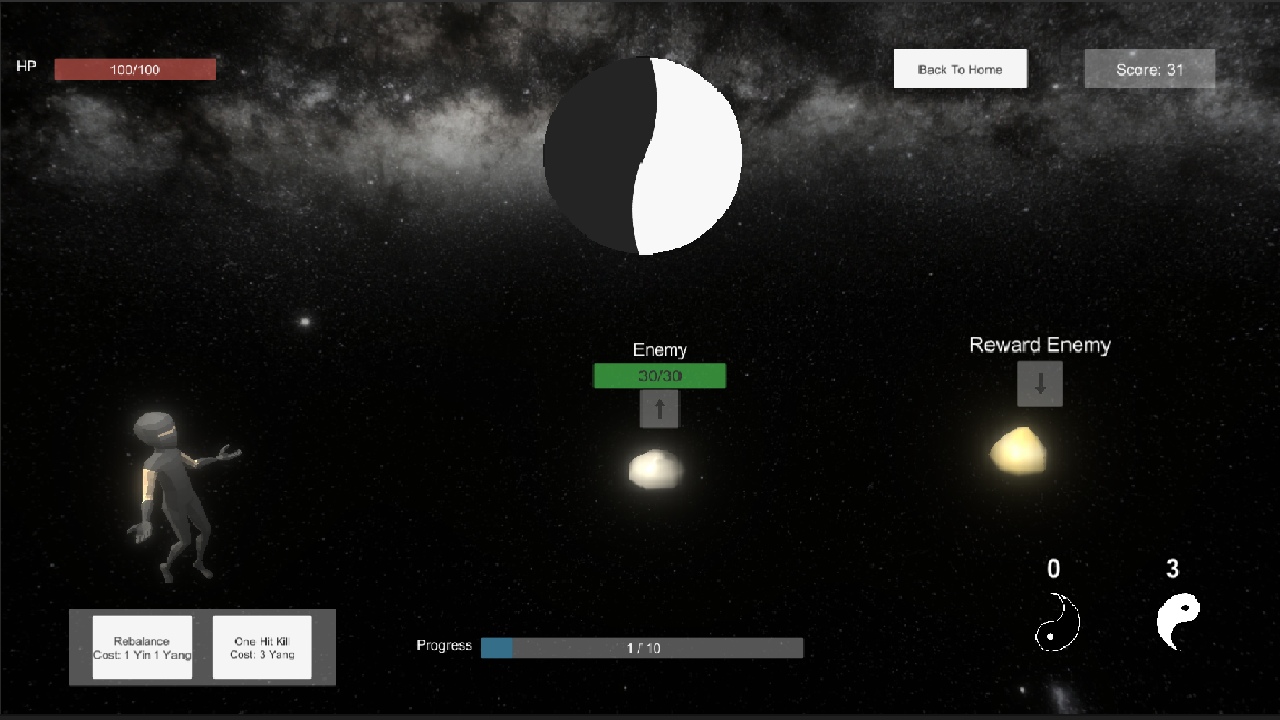 HP
100/100
Back To Home
Score: 31
Enemy
30/30
Reward Enemy
0
3
Rebalance
Cost: 1 Yin 1 Yang
One Hit Kill
Cost: 3 Yang
Progress
1 / 10